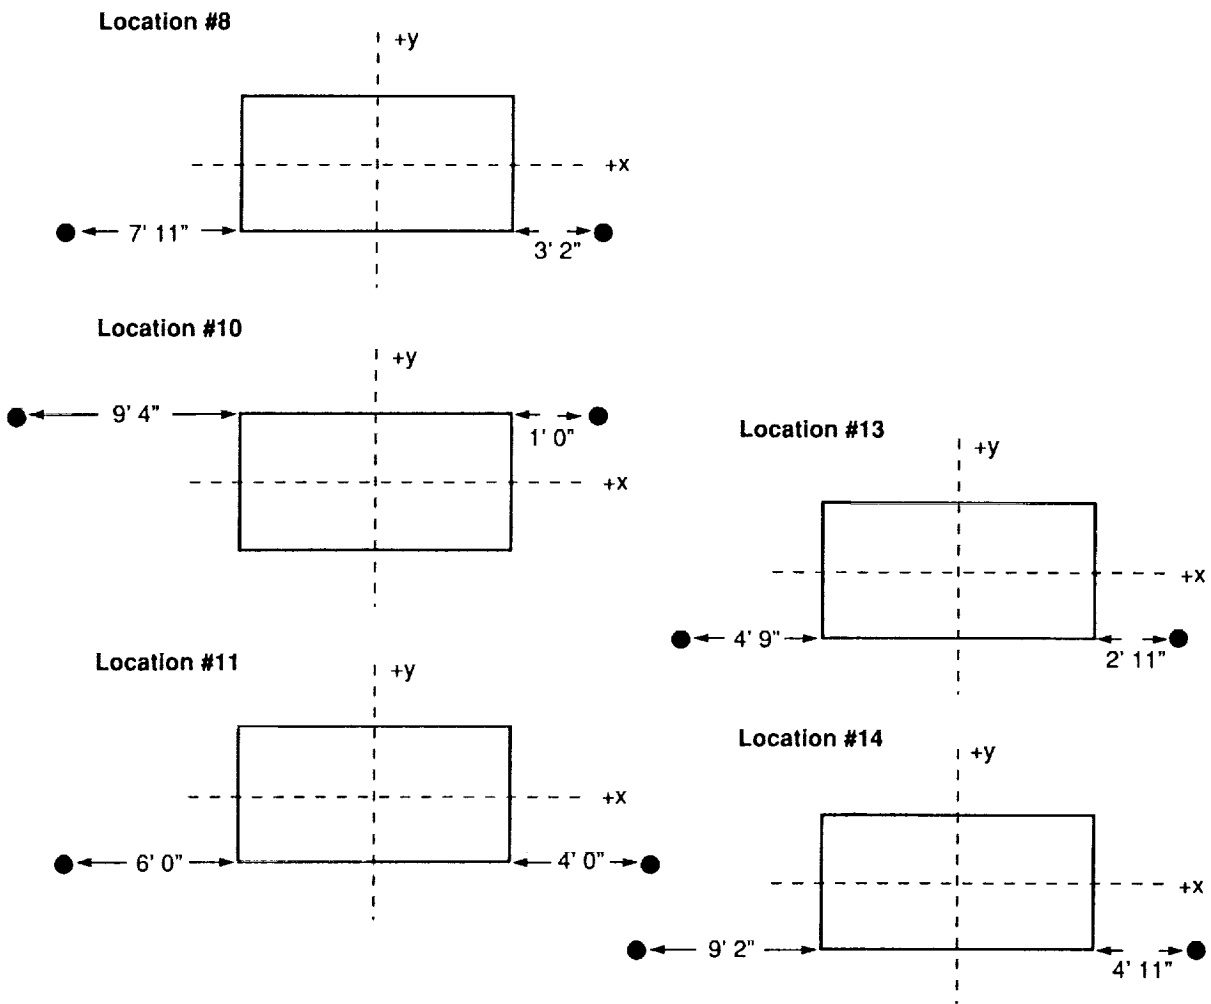 Location #8
+y
+x
7' 11"
3' 2"
Location #10
+y
9' 4"
1' 0"
+x
Location #11
+y
+x
6' 0"
4' 0"
Location #13
+y
+x
4' 9"
2' 11"
Location #14
+y
+x
9' 2"
4' 11"